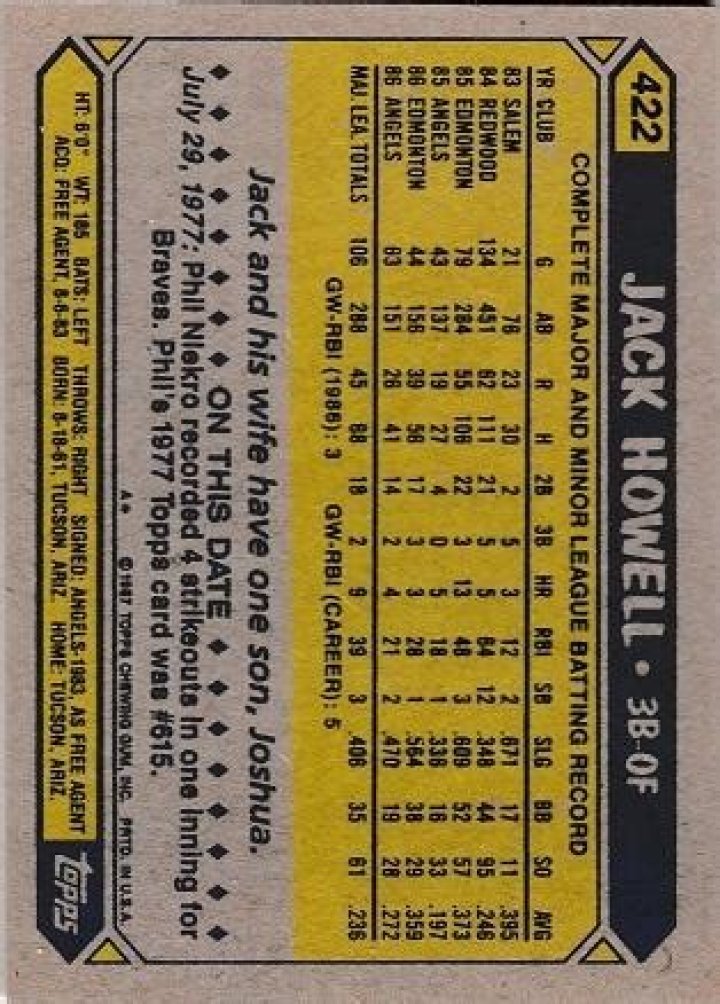 422 JACK HOWELL • 3B-OF
COMPLETE MAJOR AND MINOR LEAGUE BATTING RECORD
YR CLUB G AB R H 2B 3B HR RBI SB SLG BB SO AVG
83 SALEM 21 76 23 30 2 5 3 12 2 .671 17 11 .395
84 REDWOOD 134 451 62 111 21 5 5 64 12 .348 44 95 .246
85 EDMONTON 79 284 55 106 22 3 13 48 3 .609 52 57 .373
85 ANGELS 43 137 19 27 4 0 5 18 1 .336 16 33 .197
86 EDMONTON 44 156 39 56 17 3 3 28 1 .564 38 29 .359
86 ANGELS 63 151 26 41 14 2 4 21 2 .470 19 28 .272
MAJ. LEA. TOTALS 106 288 45 68 18 2 9 39 3 .406 35 61 .236
GW-RBI (1986): 3 GW-RBI (CAREER): 5
Jack and his wife have one son, Joshua.
♦ ♦ ♦ ♦ ♦ ♦ ♦ ♦ ON THIS DATE ♦ ♦ ♦ ♦ ♦ ♦ ♦ ♦
July 29, 1977: Phil Niekro recorded 4 strikeouts in one inning for
Braves. Phil's 1977 Topps card was #615.
A* © 1987 TOPPS CHEWING GUM, INC. PRTD. IN U.S.A.
HT: 6'0" WT: 185 BATS: LEFT THROWS: RIGHT SIGNED: ANGELS-1983 AS FREE AGENT
ACQ: FREE AGENT, 8-6-83 BORN: 8-18-61, TUCSON, ARIZ. HOME: TUCSON, ARIZ.
topps